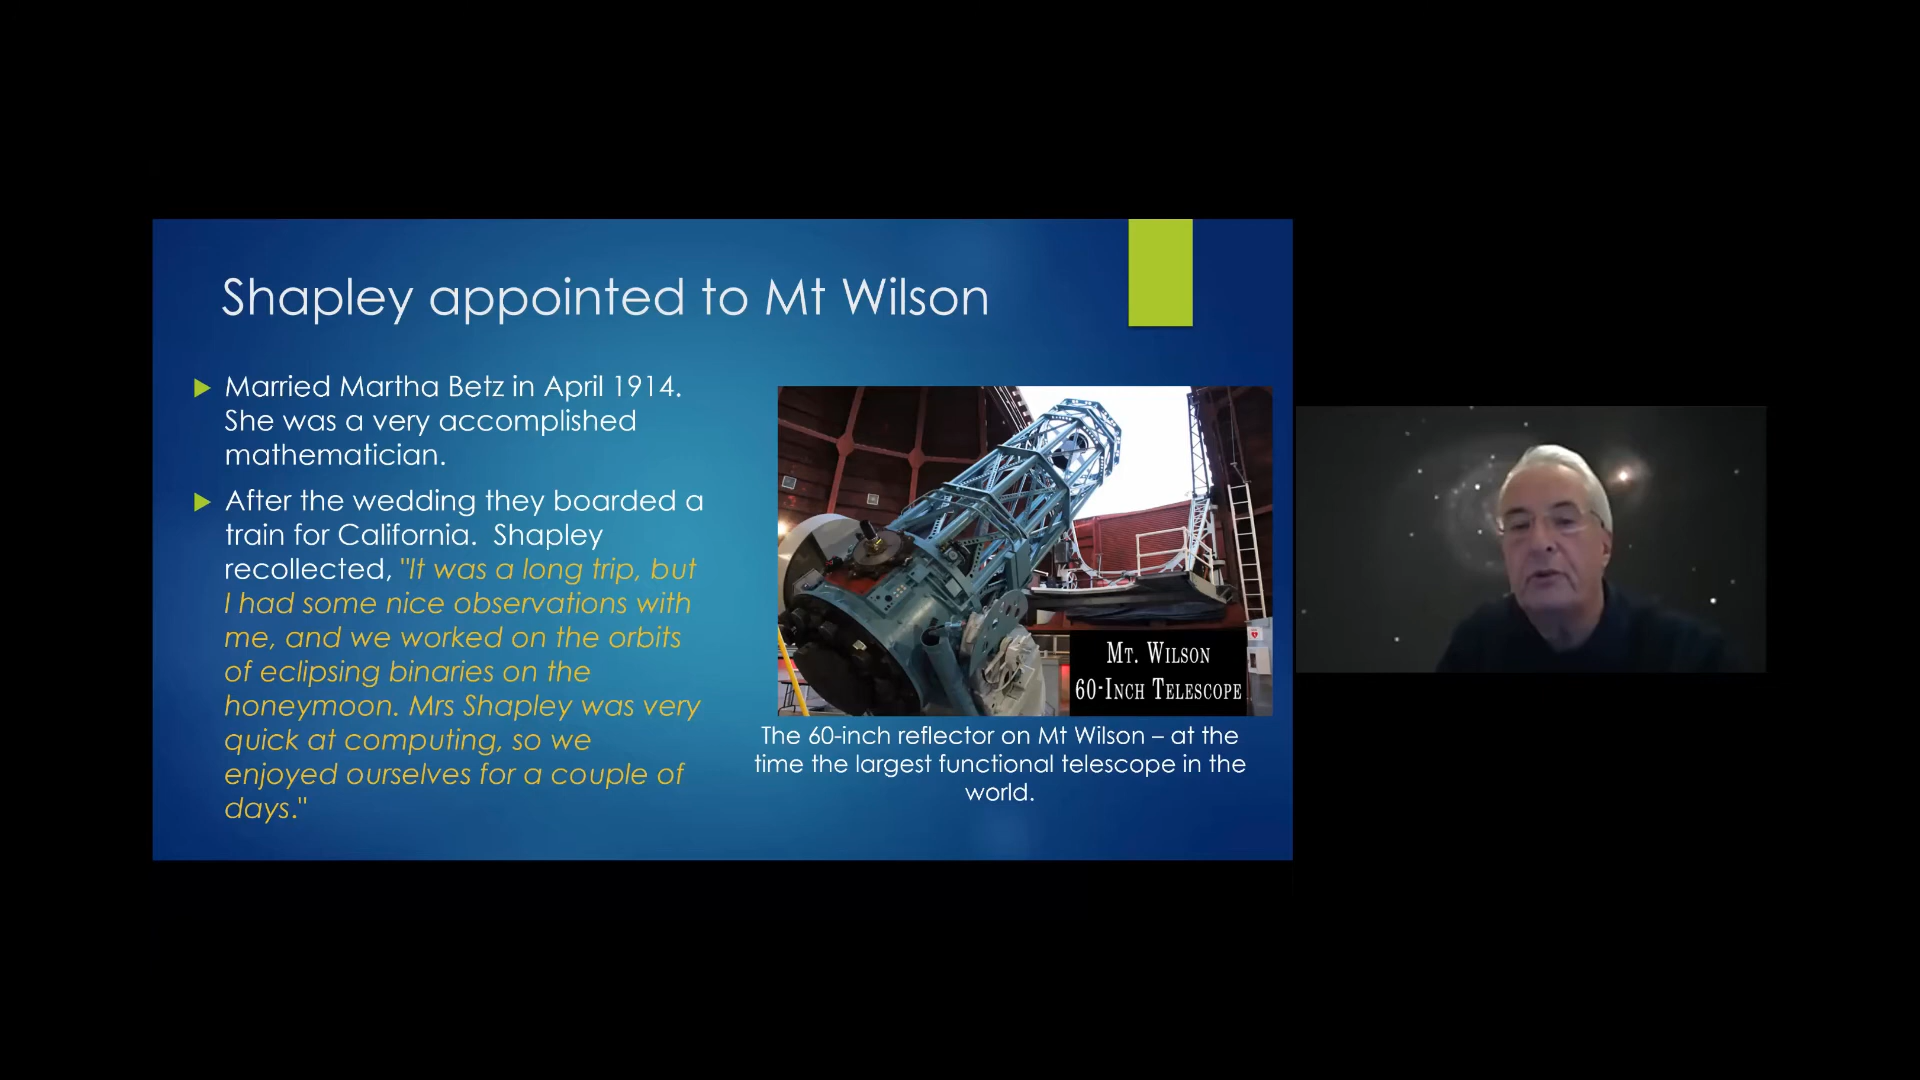 Shapley appointed to Mt Wilson
Married Martha Betz in April 1914.
She was a very accomplished
mathematician.
After the wedding they boarded a
train for California.  Shapley
recollected, "It was a long trip, but
I had some nice observations with
me, and we worked on the orbits
of eclipsing binaries on the
honeymoon. Mrs Shapley was very
quick at computing, so we
enjoyed ourselves for a couple of
days."
Mt. Wilson
60-Inch Telescope
The 60-inch reflector on Mt Wilson – at the
time the largest functional telescope in the
world.